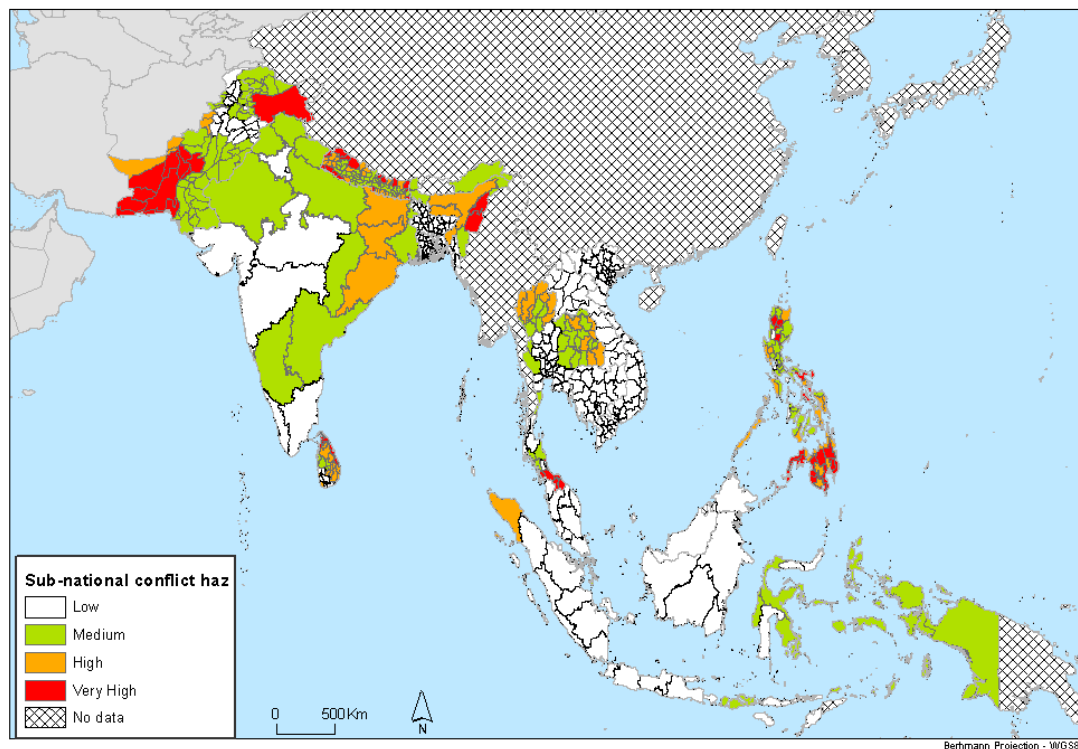 Sub-national conflict haz
Low
Medium
High
Very High
No data
0 500Km
N
Berhmann Projection - WGS8